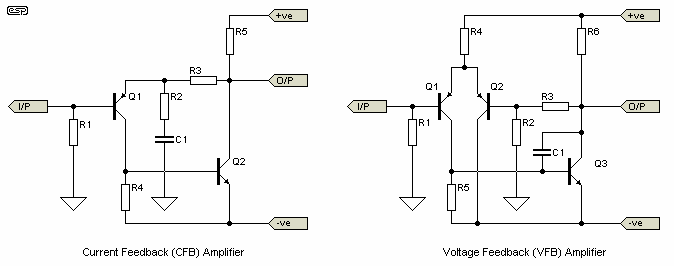 esp
+ve
R5
R3
O/P
I/P
Q1
R2
R1
C1
Q2
R4
-ve
Current Feedback (CFB) Amplifier
+ve
R4
R6
Q1
Q2
R3
O/P
I/P
R1
R2
C1
Q3
R5
-ve
Voltage Feedback (VFB) Amplifier